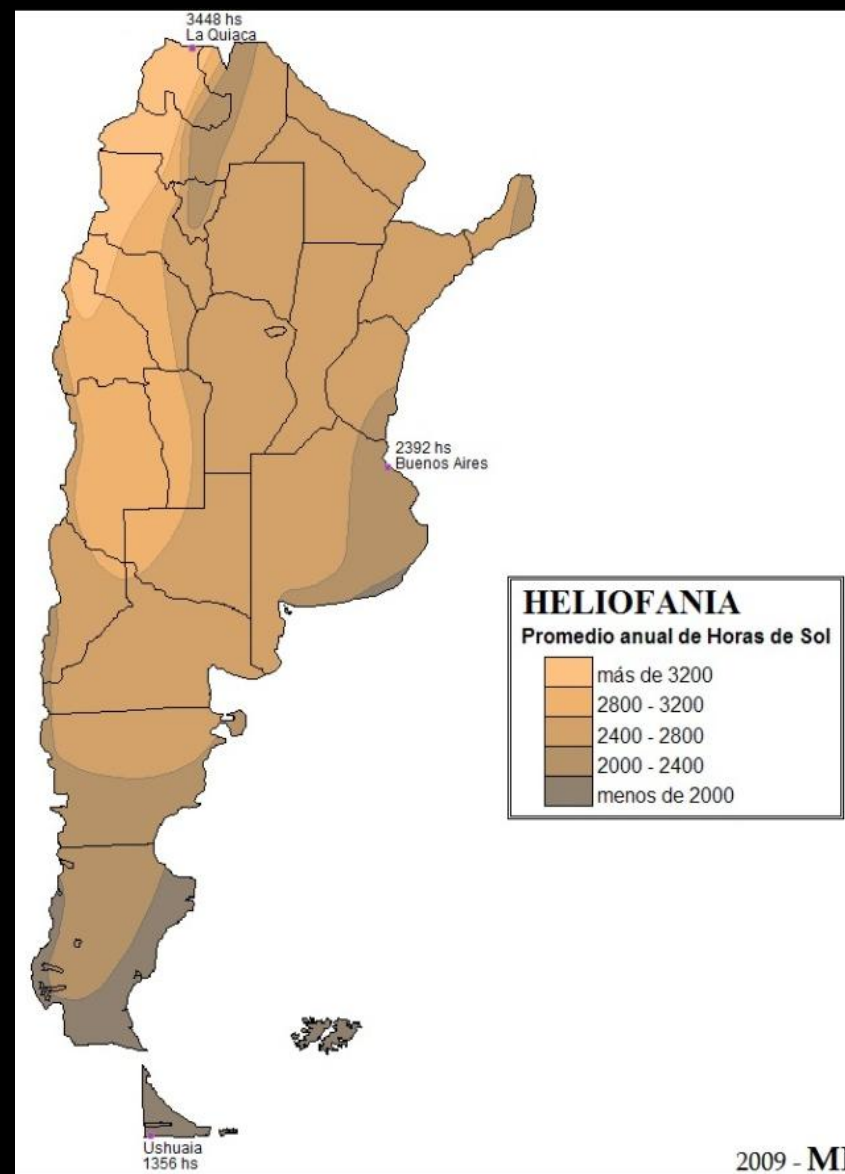 3448 hs
La Quiaca
2392 hs
Buenos Aires
HELIOFANIA
Promedio anual de Horas de Sol
más de 3200
2800 - 3200
2400 - 2800
2000 - 2400
menos de 2000
Ushuaia
1356 hs
2009 -